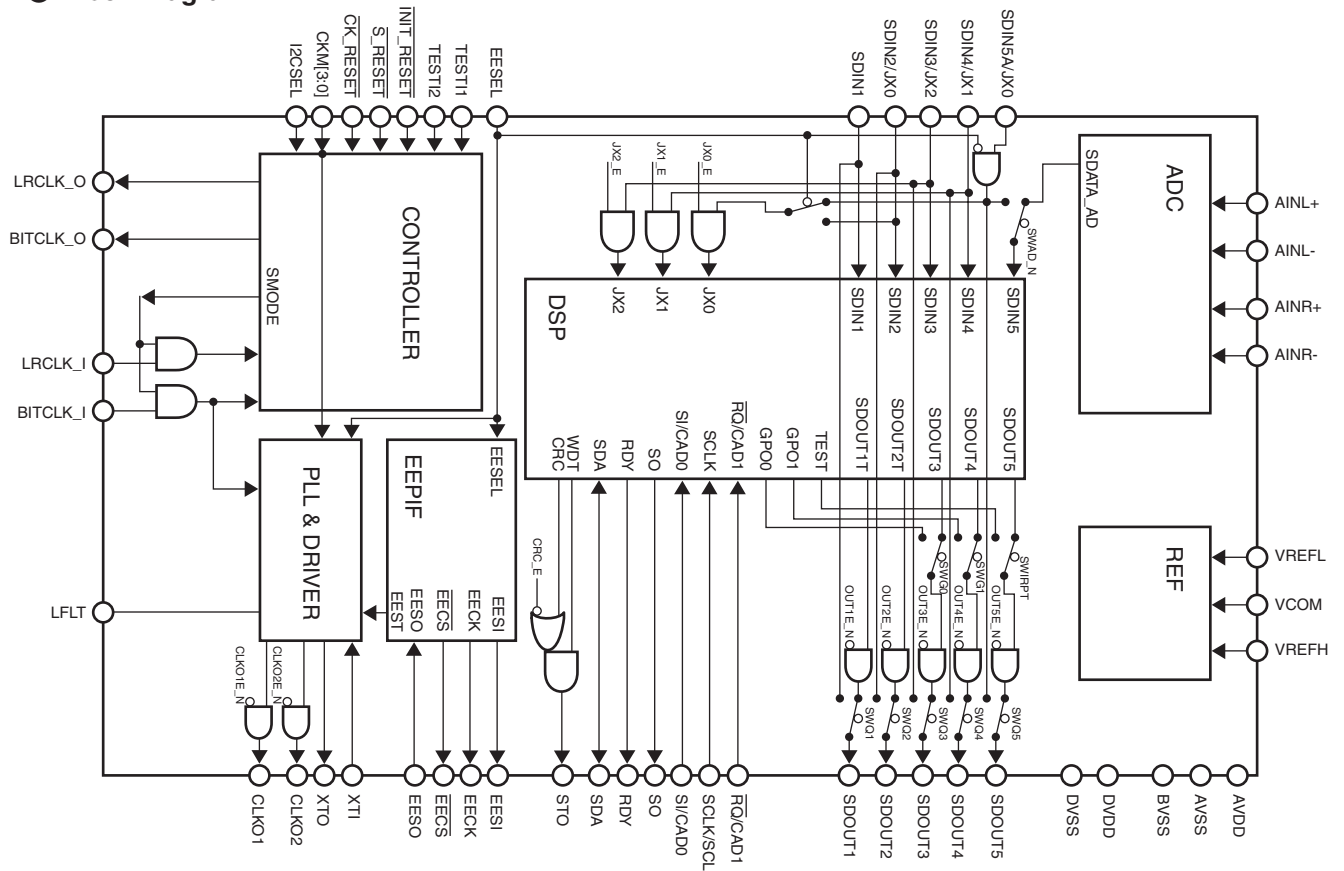 I2CSEL
CKM[3:0]
CK_RESET
S_RESET
INIT_RESET
TESTI2
TESTI1
EESEL
SDIN1
SDIN2/JX0
SDIN3/JX2
SDIN4/JX1
SDIN5A/JX0
LRCLK_O
BITCLK_O
LRCLK_I
BITCLK_I
LFLT
CONTROLLER
SMODE
JX2_E
JX1_E
JX0_E
SDATA_AD
ADC
SWAD_N
AINL+
AINL-
AINR+
AINR-
DSP
JX2
JX1
JX0
SDIN1
SDIN2
SDIN3
SDIN4
SDIN5
CRC
WDT
SDA
RDY
SO
SI/CAD0
SCLK
RQ/CAD1
GPO0
GPO1
TEST
SDOUT1T
SDOUT2T
SDOUT3
SDOUT4
SDOUT5
PLL & DRIVER
EEPIF
EESEL
EEST
EESO
EECS
EECK
EESI
CRC_E
SWG0
SWG1
SWIRPT
OUT1E_N
OUT2E_N
OUT3E_N
OUT4E_N
OUT5E_N
REF
VREFL
VCOM
VREFH
CLKO1E_N
CLKO2E_N
SWQ1
SWQ2
SWQ3
SWQ4
SWQ5
CLKO1
CLKO2
XTO
XTI
EESO
EECS
EECK
EESI
STO
SDA
RDY
SO
SI/CAD0
SCLK/SCL
RQ/CAD1
SDOUT1
SDOUT2
SDOUT3
SDOUT4
SDOUT5
DVSS
DVDD
BVSS
AVSS
AVDD